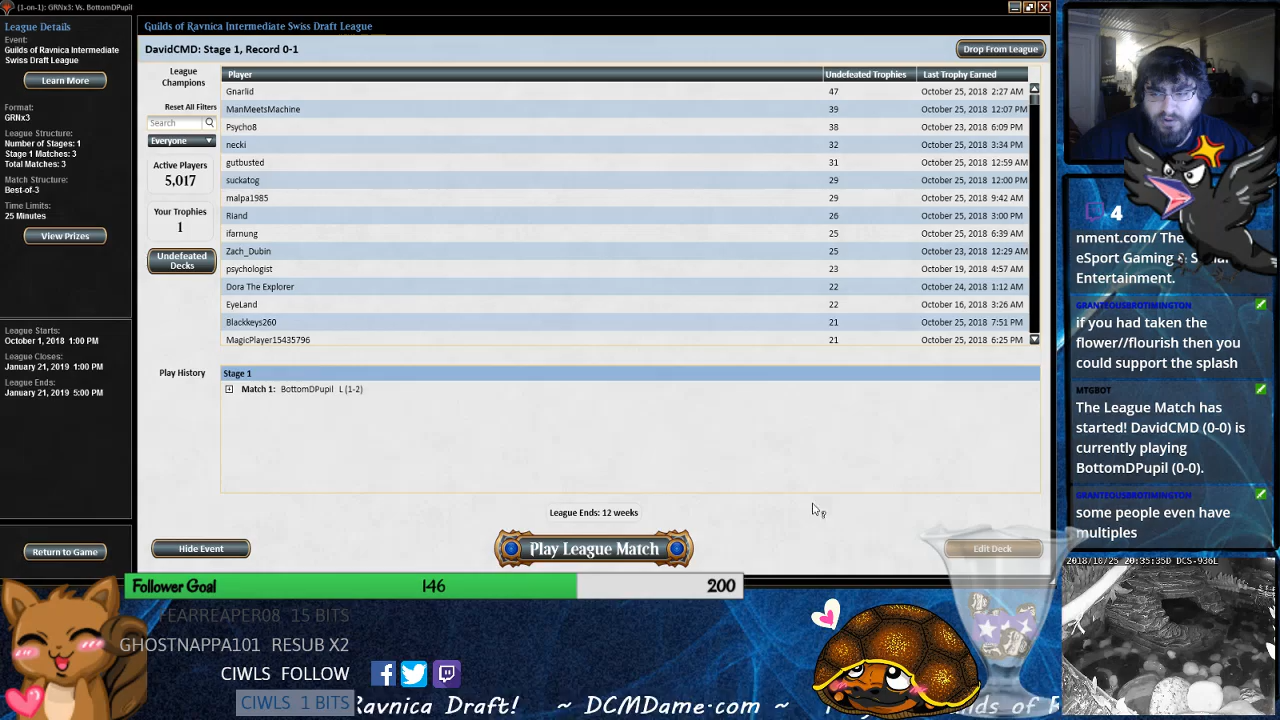 (1-on-1): GRNx3: Vs. BottomDPupil
League Details
Event:
Guilds of Ravnica Intermediate
Swiss Draft League
Learn More
Format:
GRNx3
League Structure:
Number of Stages: 1
Stage 1 Matches: 3
Total Matches: 3
Match Structure:
Best-of-3
Time Limits:
25 Minutes
View Prizes
League Starts:
October 1, 2018 1:00 PM
League Closes:
January 21, 2019 1:00 PM
League Ends:
January 21, 2019 5:00 PM
Return to Game
Guilds of Ravnica Intermediate Swiss Draft League
DavidCMD: Stage 1, Record 0-1
Drop From League
League
Champions
Reset All Filters
Search
Everyone
Active Players
5,017
Your Trophies
1
Undefeated
Decks
Player Undefeated Trophies Last Trophy Earned
Gnarlid 47 October 25, 2018 2:27 AM
ManMeetsMachine 39 October 25, 2018 12:07 PM
Psycho8 38 October 23, 2018 6:09 PM
necki 32 October 25, 2018 3:34 PM
gutbusted 31 October 25, 2018 12:59 AM
suckatog 29 October 25, 2018 12:00 PM
malpa1985 29 October 25, 2018 9:42 AM
Riand 26 October 25, 2018 3:00 PM
ifarnung 25 October 25, 2018 6:39 AM
Zach_Dubin 25 October 23, 2018 12:29 AM
psychologist 23 October 19, 2018 4:57 AM
Dora The Explorer 22 October 24, 2018 1:12 AM
EyeLand 22 October 16, 2018 3:26 AM
Blackkeys260 21 October 25, 2018 7:51 PM
MagicPlayer15435796 21 October 25, 2018 6:25 PM
Play History
Stage 1
Match 1: BottomDPupil L (1-2)
League Ends: 12 weeks
Hide Event
Play League Match
Edit Deck
Follower Goal 146 200
FEARREAPER08 15 BITS
GHOSTNAPPA101 RESUB X2
CIWLS FOLLOW
CIWLS 1 BITS
Ravnica Draft! ~ DCMDame.com ~
4
nment.com/ The
eSport Gaming &
Entertainment.
GRANTEOUSBROTIMINGTON
if you had taken the
flower//flourish then you
could support the splash
MTGBOT
The League Match has
started! DavidCMD (0-0) is
currently playing
BottomDPupil (0-0).
GRANTEOUSBROTIMINGTON
some people even have
multiples
2018/10/25 20:35:35D DCS-936L